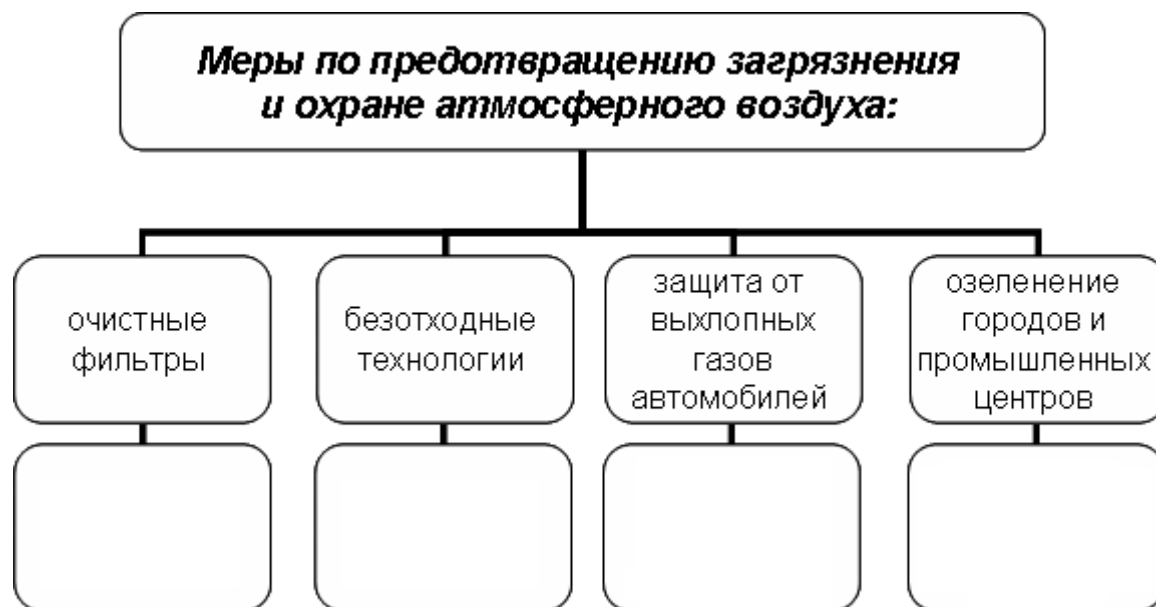 Меры по предотвращению загрязнения
и охране атмосферного воздуха:
очистные
фильтры
безотходные
технологии
защита от
выхлопных
газов
автомобилей
озеленение
городов и
промышленных
центров